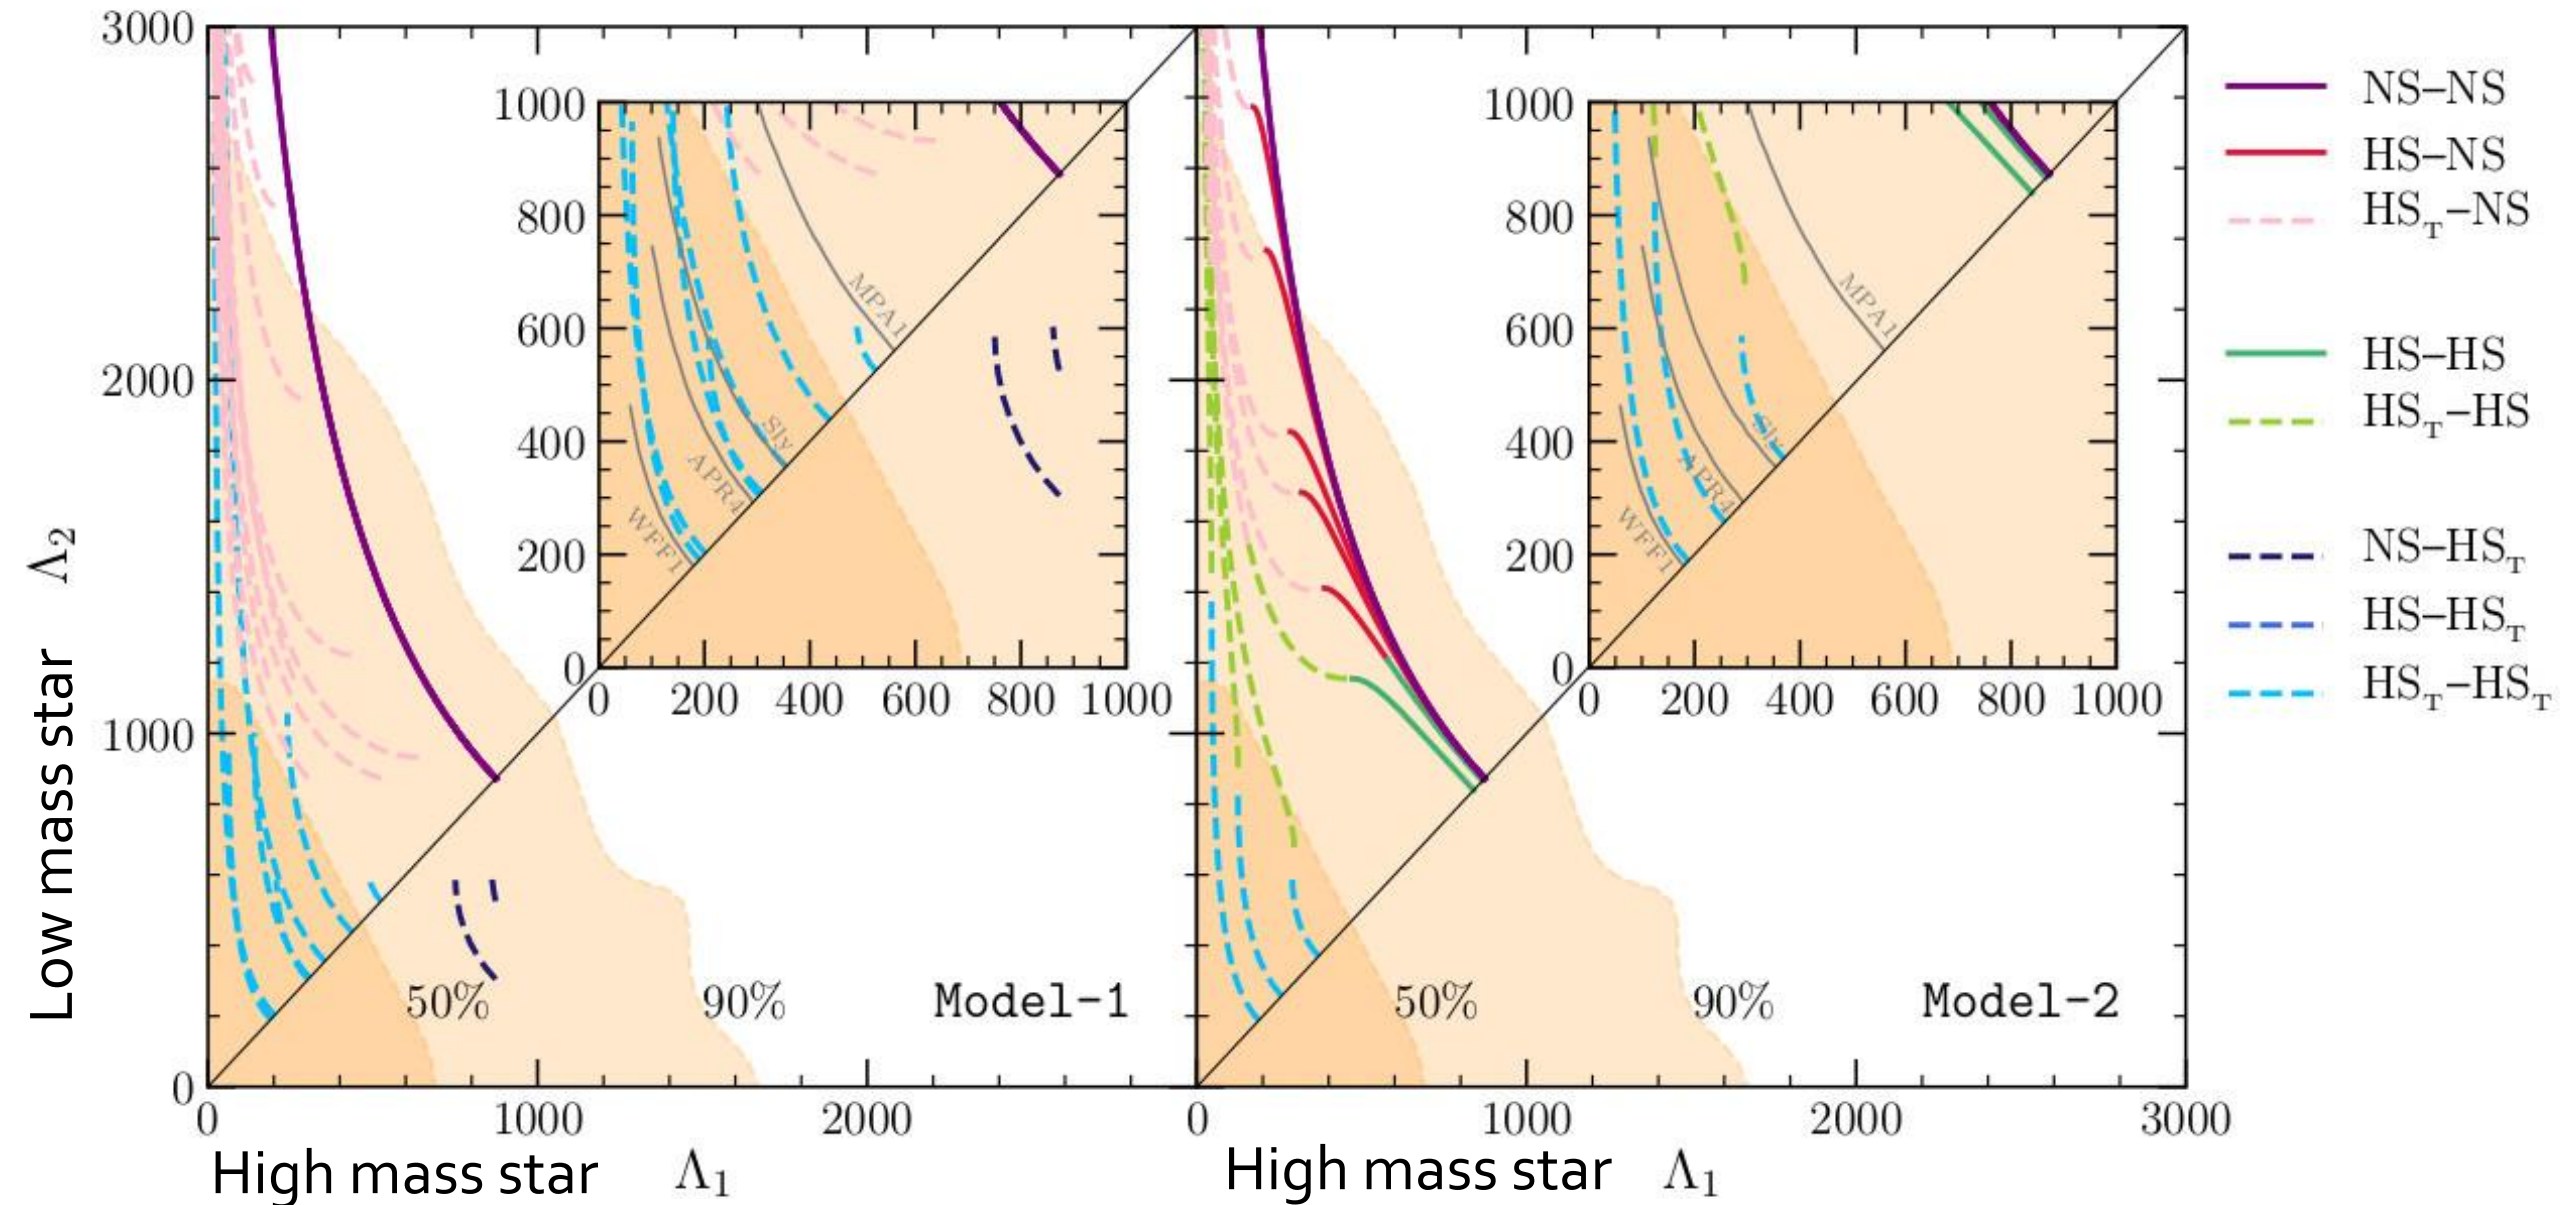 3000
2000
1000
0
Low mass star Λ2
0
1000
2000
High mass star Λ1
50%
90%
Model-1
1000
800
600
400
200
0
0
200
400
600
800
1000
WFF1
APR4
Sly
MPA1
0
1000
2000
3000
High mass star Λ1
50%
90%
Model-2
1000
800
600
400
200
0
0
200
400
600
800
1000
WFF1
APR4
Sly
MPA1
NS–NS
HS–NS
HST–NS
HS–HS
HST–HS
NS–HST
HS–HST
HST–HST